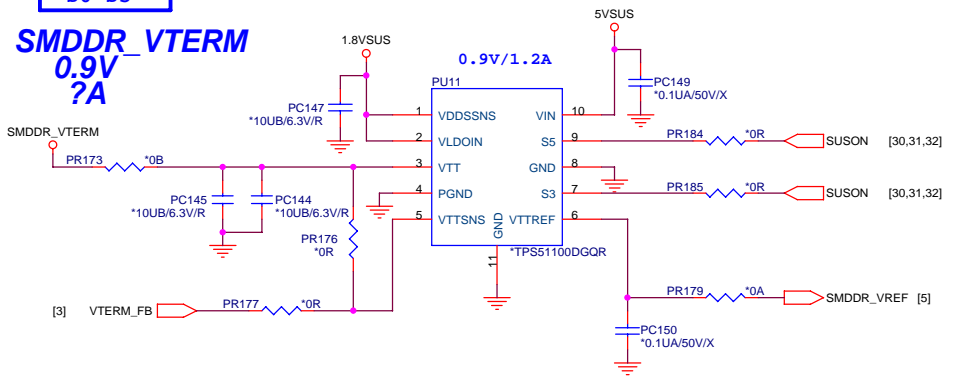 SMDDR_VTERM
0.9V
?A
1.8VSUS
5VSUS
0.9V/1.2A
PU11
PC147
*10UB/6.3V/R
PC149
*0.1UA/50V/X
1 VDDSSNS
VIN 10
2 VLDOIN
S5 9
PR184 *0R
SUSON [30,31,32]
SMDDR_VTERM
PR173 *0B
3 VTT
GND 8
4 PGND
S3 7
PR185 *0R
SUSON [30,31,32]
PC145
*10UB/6.3V/R
PC144
*10UB/6.3V/R
5 VTTSNS
GND
VTTREF 6
11
*TPS51100DGQR
PR176
*0R
[3] VTERM_FB
PR177 *0R
PR179 *0A
SMDDR_VREF [5]
PC150
*0.1UA/50V/X